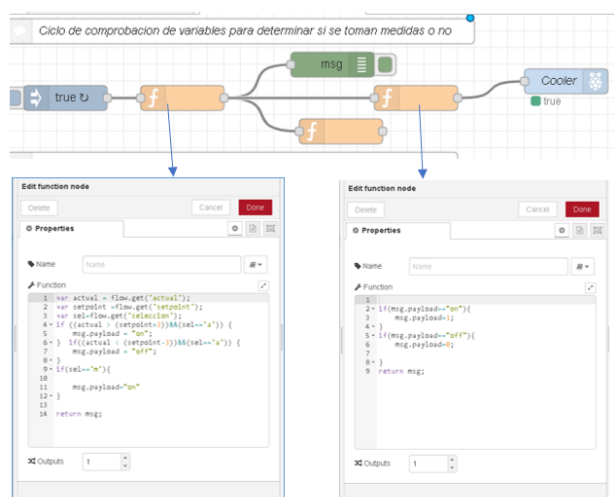 Ciclo de comprobacion de variables para determinar si se toman medidas o no
msg
true ↻
f
f
Cooler
true
f
Edit function node
Delete
Cancel
Done
Properties
Name
Name
Function
1
2
3
4
5
6
7
8
9
10
11
12
13
14
var actual = flow.get("actual");
var setpoint =flow.get("setpoint");
var sel=flow.get("seleccion");
if ((actual > (setpoint+3))&&(sel=="a")) {
msg.payload = "on";
} if((actual < (setpoint-3))&&(sel=="a")) {
msg.payload = "off";
}
if(sel=="m"){
msg.payload="on"
}
return msg;
Outputs
1
Edit function node
Delete
Cancel
Done
Properties
Name
Name
Function
1
2
3
4
5
6
7
8
9
if(msg.payload=="on"){
msg.payload=1;
}
if(msg.payload=="off"){
msg.payload=0;
}
return msg;
Outputs
1